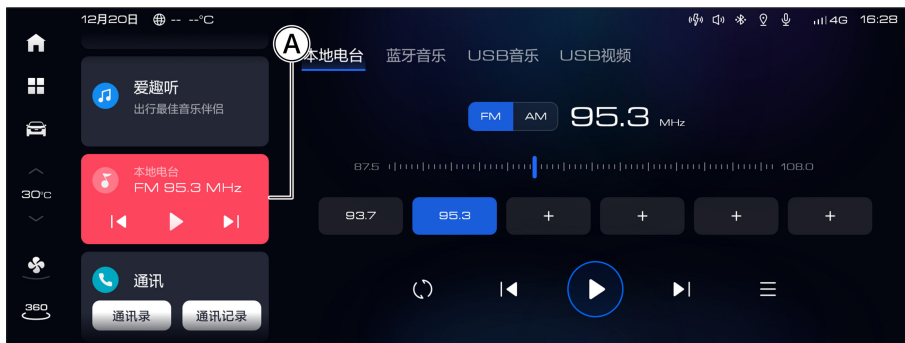 12月20日 -- --°C
4G 16:28
A
本地电台 蓝牙音乐 USB音乐 USB视频
爱趣听
出行最佳音乐伴侣
FM AM 95.3 MHz
87.5 108.0
本地电台
FM 95.3 MHz
30°C
93.7 95.3 + + + +
通讯
通讯录 通讯记录
360